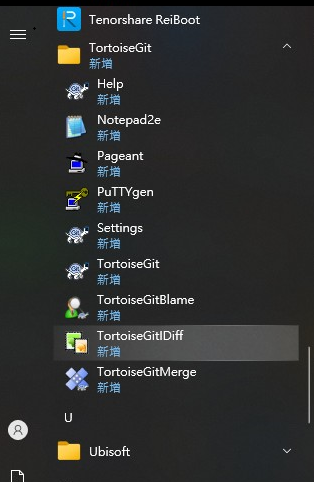 Tenorshare ReiBoot
TortoiseGit
新增
Help
新增
Notepad2e
新增
Pageant
新增
PuTTYgen
新增
Settings
新增
TortoiseGit
新增
TortoiseGitBlame
新增
TortoiseGitIDiff
新增
TortoiseGitMerge
新增
U
Ubisoft